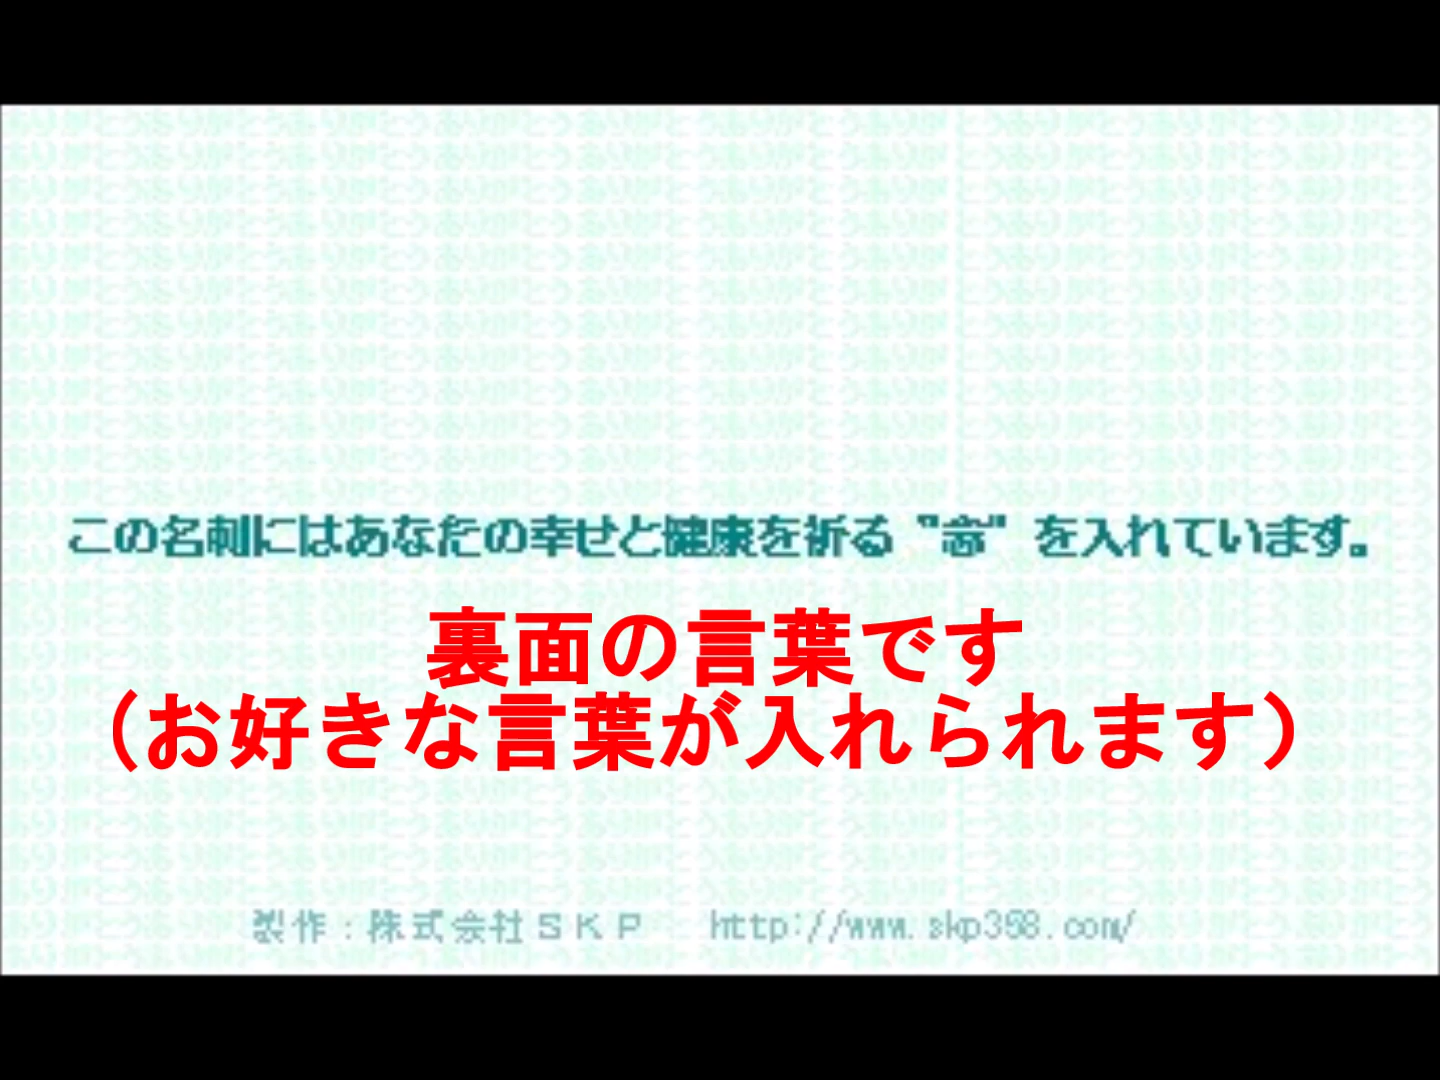 この名刺にはあなたの幸せと健康を祈る "音" を入れています。
裏面の言葉です
（お好きな言葉が入れられます）
製作：株式会社ＳＫＰ　http://www.skp358.com/